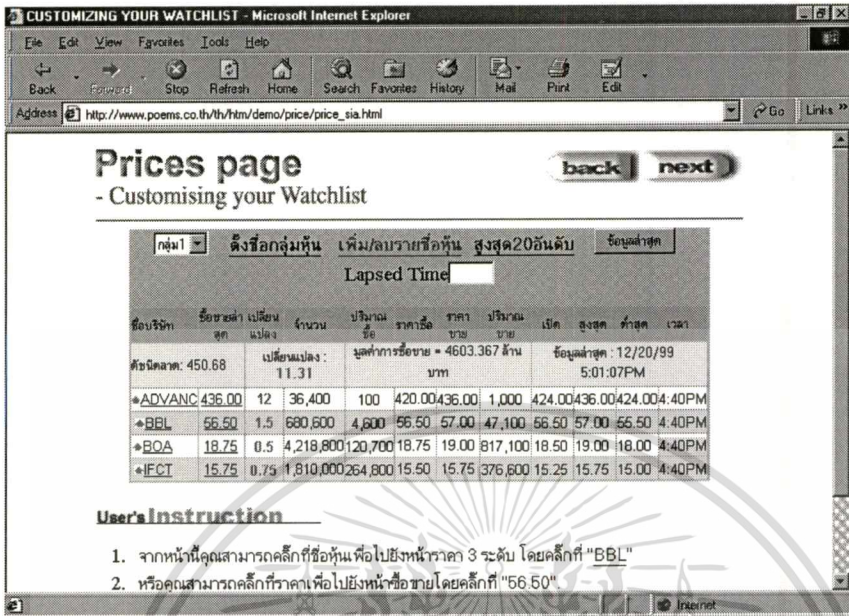 CUSTOMIZING YOUR WATCHLIST - Microsoft Internet Explorer
File Edit View Favorites Tools Help
Back Forward Stop Refresh Home Search Favorites History Mail Print Edit
Address http://www.poems.co.th/th/htm/demo/price/price_sia.html Go Links »
Prices page back next
- Customising your Watchlist
กลุ่ม1 ตั้งชื่อกลุ่มหุ้น เพิ่ม/ลบรายชื่อหุ้น สูงสุด20อันดับ ข้อมูลล่าสุด
Lapsed Time
ชื่อบริษัท ซื้อขายล่าสุด เปลี่ยนแปลง จำนวน ปริมาณซื้อ ราคาซื้อ ราคาขาย ปริมาณขาย เปิด สูงสุด ต่ำสุด เวลา
ดัชนีตลาด: 450.68 เปลี่ยนแปลง : 11.31 มูลค่าการซื้อขาย = 4603.367 ล้านบาท ข้อมูลล่าสุด : 12/20/99 5:01:07PM
ADVANC 436.00 12 36,400 100 420.00 436.00 1,000 424.00 436.00 424.00 4:40PM
BBL 56.50 1.5 680,600 4,600 56.50 57.00 47,100 56.50 57.00 55.50 4:40PM
BOA 18.75 0.5 4,218,800 120,700 18.75 19.00 817,100 18.50 19.00 18.00 4:40PM
IFCT 15.75 0.75 1,810,000 264,800 15.50 15.75 376,600 15.25 15.75 15.00 4:40PM
User's Instruction
1. จากหน้านี้คุณสามารถคลิ๊กที่ชื่อหุ้นเพื่อไปยังหน้าราคา 3 ระดับ โดยคลิ๊กที่ "BBL"
2. หรือคุณสามารถคลิ๊กที่ราคาเพื่อไปยังหน้าซื้อขายโดยคลิ๊กที่ "56.50"
Internet